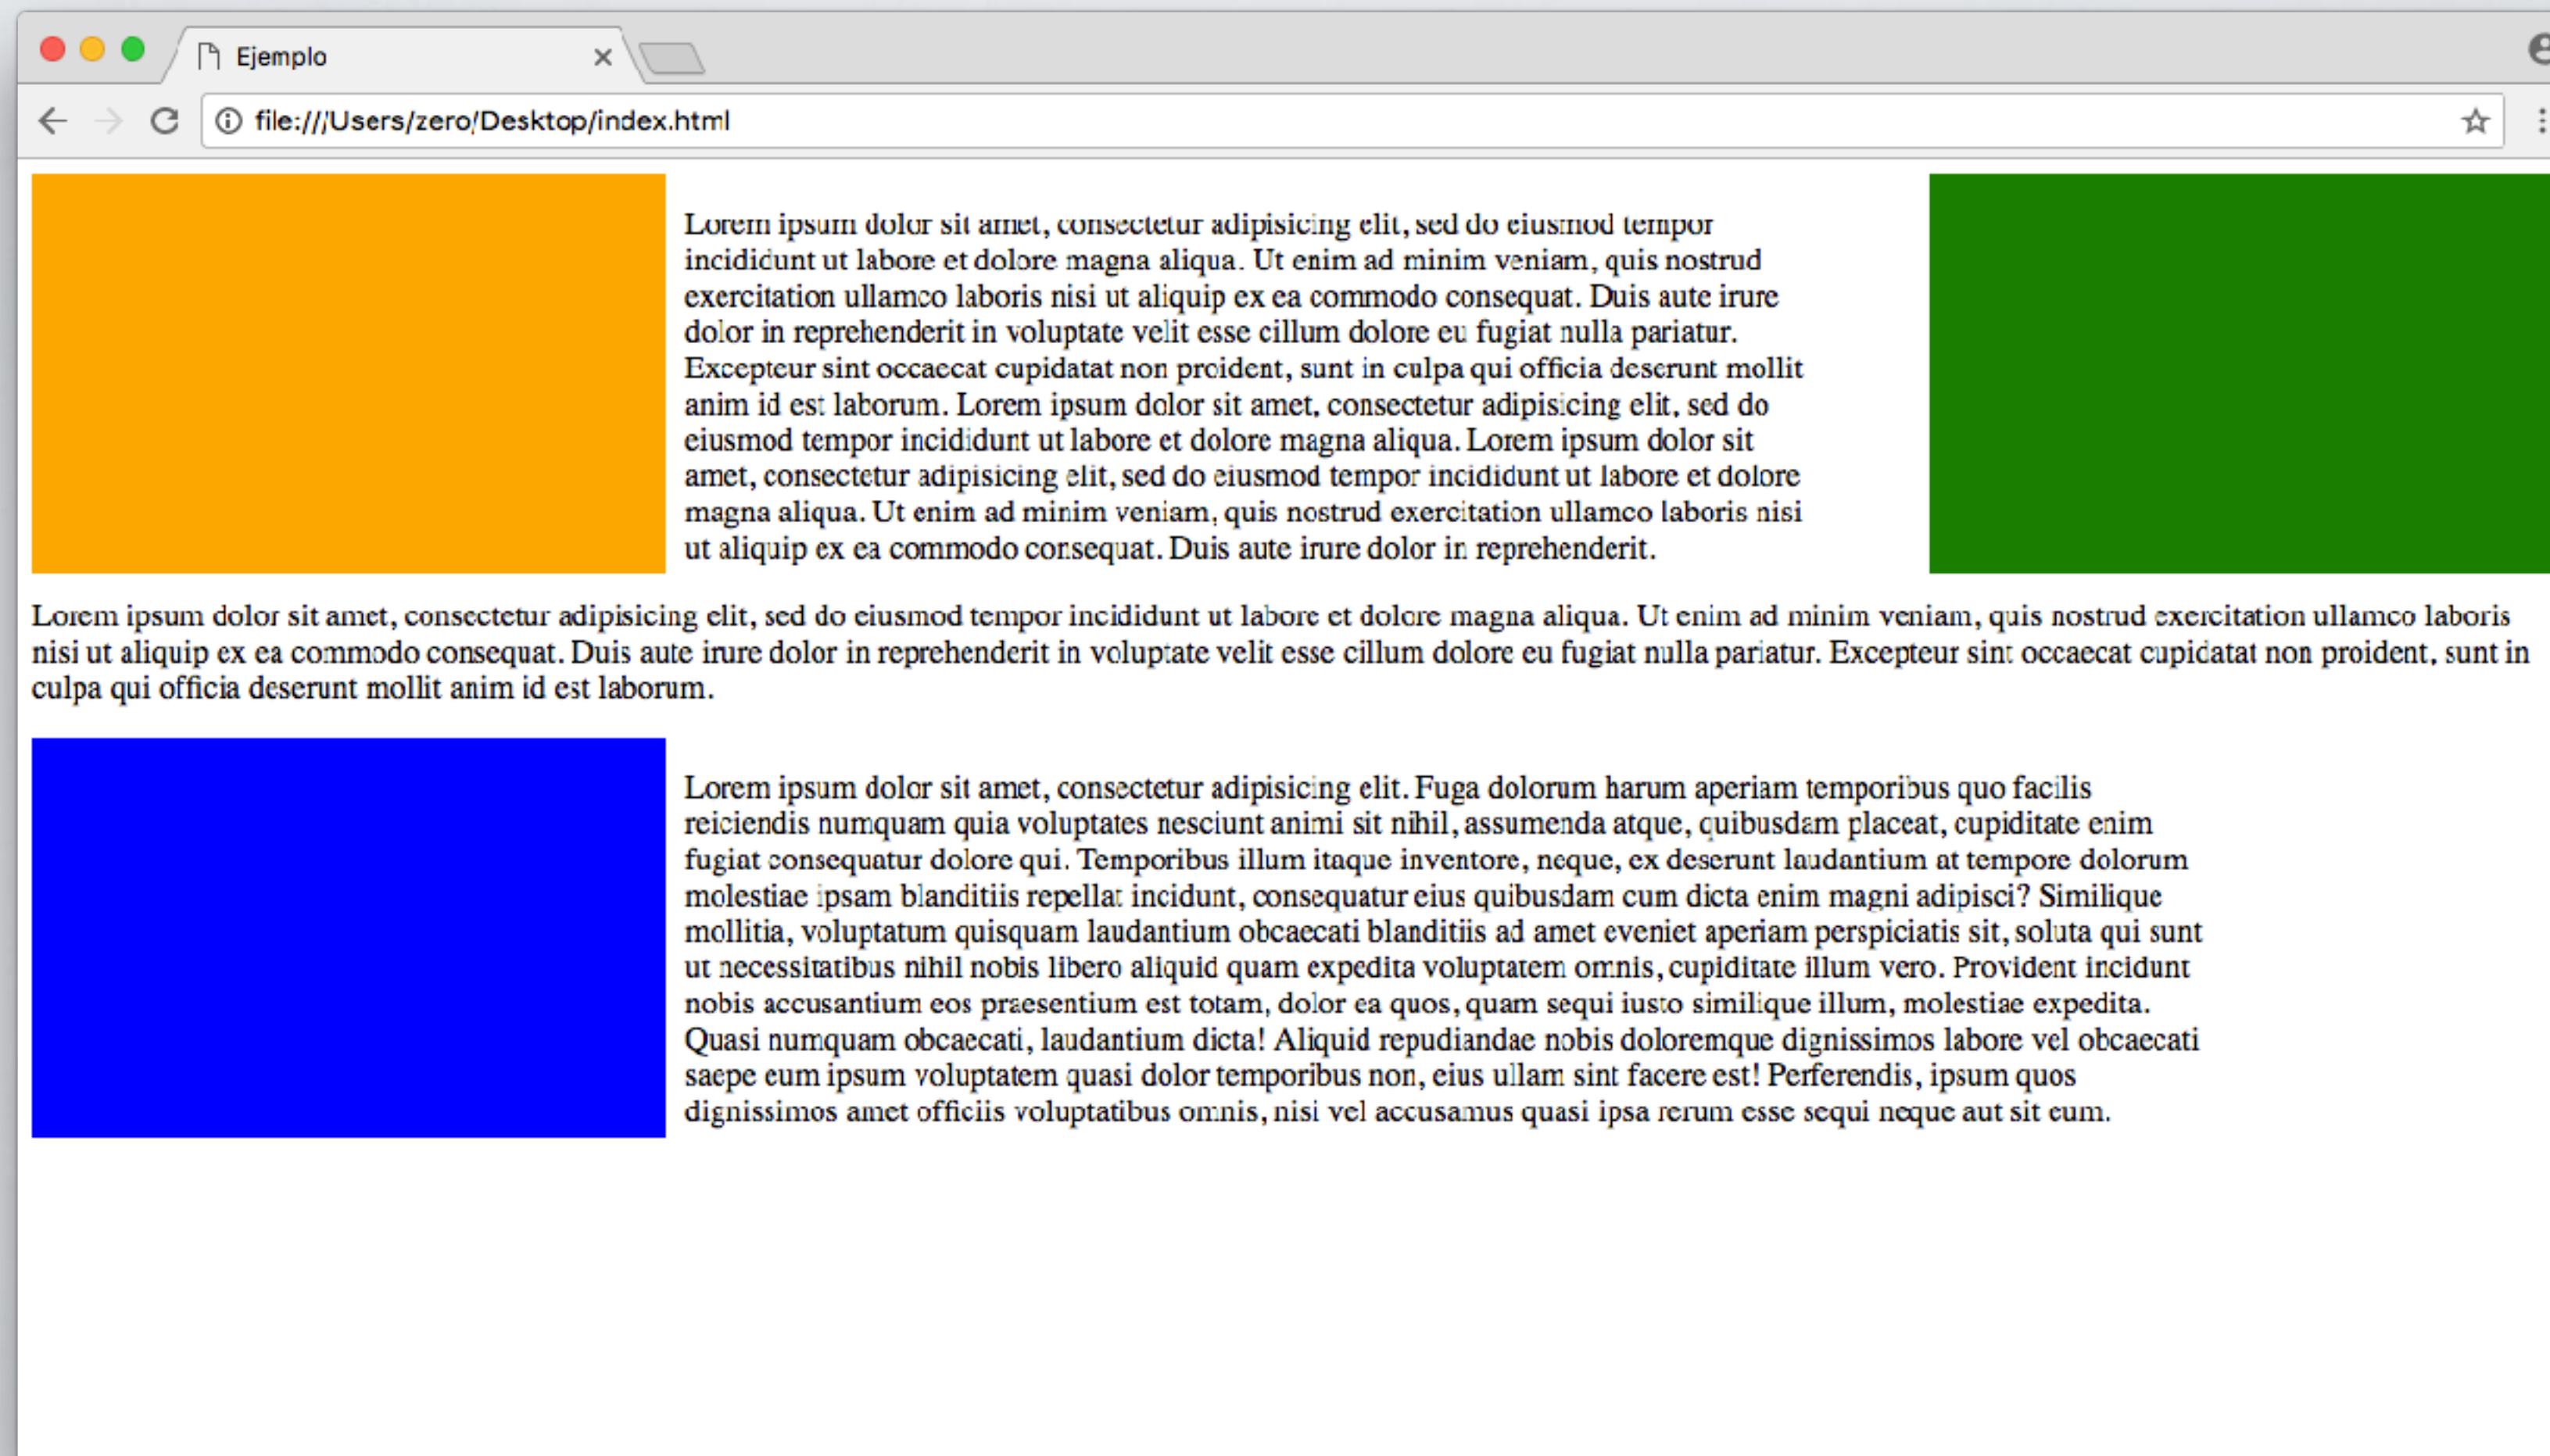 Ejemplo
file:///Users/zero/Desktop/index.html
Lorem ipsum dolor sit amet, consectetur adipisicing elit, sed do eiusmod tempor
incididunt ut labore et dolore magna aliqua. Ut enim ad minim veniam, quis nostrud
exercitation ullamco laboris nisi ut aliquip ex ea commodo consequat. Duis aute irure
dolor in reprehenderit in voluptate velit esse cillum dolore eu fugiat nulla pariatur.
Excepteur sint occaecat cupidatat non proident, sunt in culpa qui officia deserunt mollit
anim id est laborum. Lorem ipsum dolor sit amet, consectetur adipisicing elit, sed do
eiusmod tempor incididunt ut labore et dolore magna aliqua. Lorem ipsum dolor sit
amet, consectetur adipisicing elit, sed do eiusmod tempor incididunt ut labore et dolore
magna aliqua. Ut enim ad minim veniam, quis nostrud exercitation ullamco laboris nisi
ut aliquip ex ea commodo consequat. Duis aute irure dolor in reprehenderit.
Lorem ipsum dolor sit amet, consectetur adipisicing elit, sed do eiusmod tempor incididunt ut labore et dolore magna aliqua. Ut enim ad minim veniam, quis nostrud exercitation ullamco laboris
nisi ut aliquip ex ea commodo consequat. Duis aute irure dolor in reprehenderit in voluptate velit esse cillum dolore eu fugiat nulla pariatur. Excepteur sint occaecat cupidatat non proident, sunt in
culpa qui officia deserunt mollit anim id est laborum.
Lorem ipsum dolor sit amet, consectetur adipisicing elit. Fuga dolorum harum aperiam temporibus quo facilis
reiciendis numquam quia voluptates nesciunt animi sit nihil, assumenda atque, quibusdam placeat, cupiditate enim
fugiat consequatur dolore qui. Temporibus illum itaque inventore, neque, ex deserunt laudantium at tempore dolorum
molestiae ipsam blanditiis repellat incidunt, consequatur eius quibusdam cum dicta enim magni adipisci? Similique
mollitia, voluptatum quisquam laudantium obcaecati blanditiis ad amet eveniet aperiam perspiciatis sit, soluta qui sunt
ut necessitatibus nihil nobis libero aliquid quam expedita voluptatem omnis, cupiditate illum vero. Provident incidunt
nobis accusantium eos praesentium est totam, dolor ea quos, quam sequi iusto similique illum, molestiae expedita.
Quasi numquam obcaecati, laudantium dicta! Aliquid repudiandae nobis doloremque dignissimos labore vel obcaecati
saepe eum ipsum voluptatem quasi dolor temporibus non, eius ullam sint facere est! Perferendis, ipsum quos
dignissimos amet officiis voluptatibus omnis, nisi vel accusamus quasi ipsa rerum esse sequi neque aut sit eum.